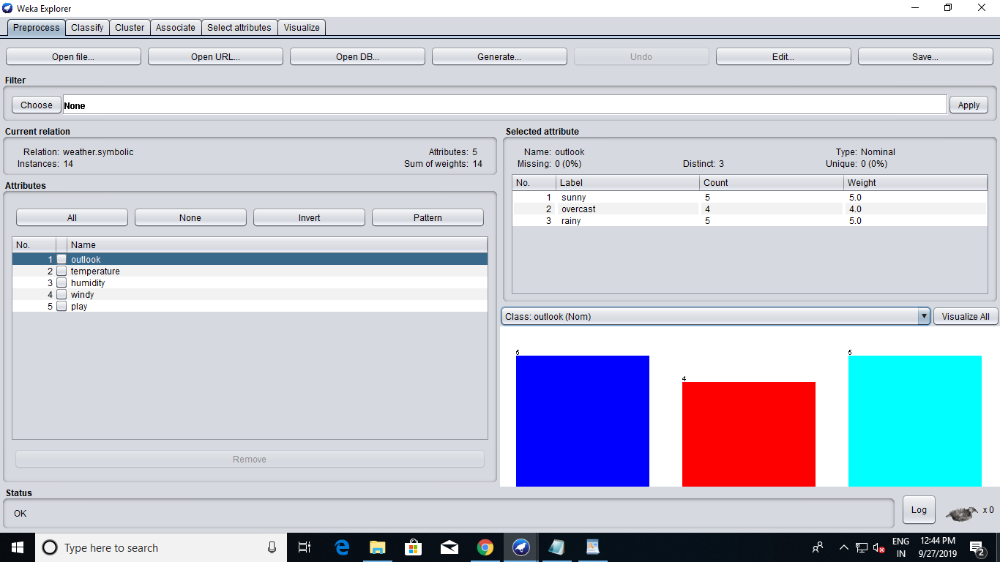 Weka Explorer
Preprocess Classify Cluster Associate Select attributes Visualize
Open file... Open URL... Open DB... Generate... Undo Edit... Save...
Filter
Choose None Apply
Current relation
Relation: weather.symbolic Attributes: 5
Instances: 14 Sum of weights: 14
Attributes
All None Invert Pattern
No. Name
1 outlook
2 temperature
3 humidity
4 windy
5 play
Remove
Selected attribute
Name: outlook Type: Nominal
Missing: 0 (0%) Distinct: 3 Unique: 0 (0%)
No. Label Count Weight
1 sunny 5 5.0
2 overcast 4 4.0
3 rainy 5 5.0
Class: outlook (Nom) Visualize All
5 4 5
Status
OK
Log x 0
Type here to search
ENG 12:44 PM
IN 9/27/2019
2